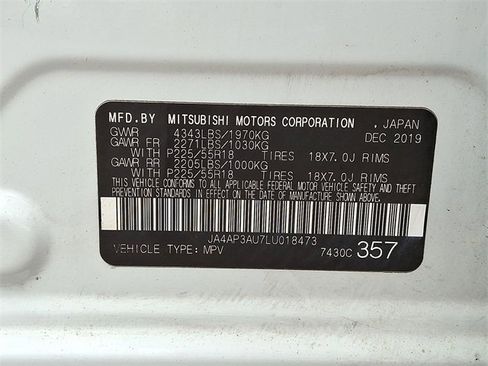 MFD.BY MITSUBISHI MOTORS CORPORATION , JAPAN
GVWR 4343LBS/1970KG DEC 2019
GAWR FR 2271LBS/1030KG
WITH P225/55R18 TIRES 18X7.0J RIMS
GAWR RR 2205LBS/1000KG
WITH P225/55R18 TIRES 18X7.0J RIMS
THIS VEHICLE CONFORMS TO ALL APPLICABLE FEDERAL MOTOR VEHICLE SAFETY, BUMPER AND THEFT
PREVENTION STANDARDS IN EFFECT ON THE DATE OF MANUFACTURE SHOWN ABOVE.
JA4AP3AU7LU018473
VEHICLE TYPE: MPV 7430C 357